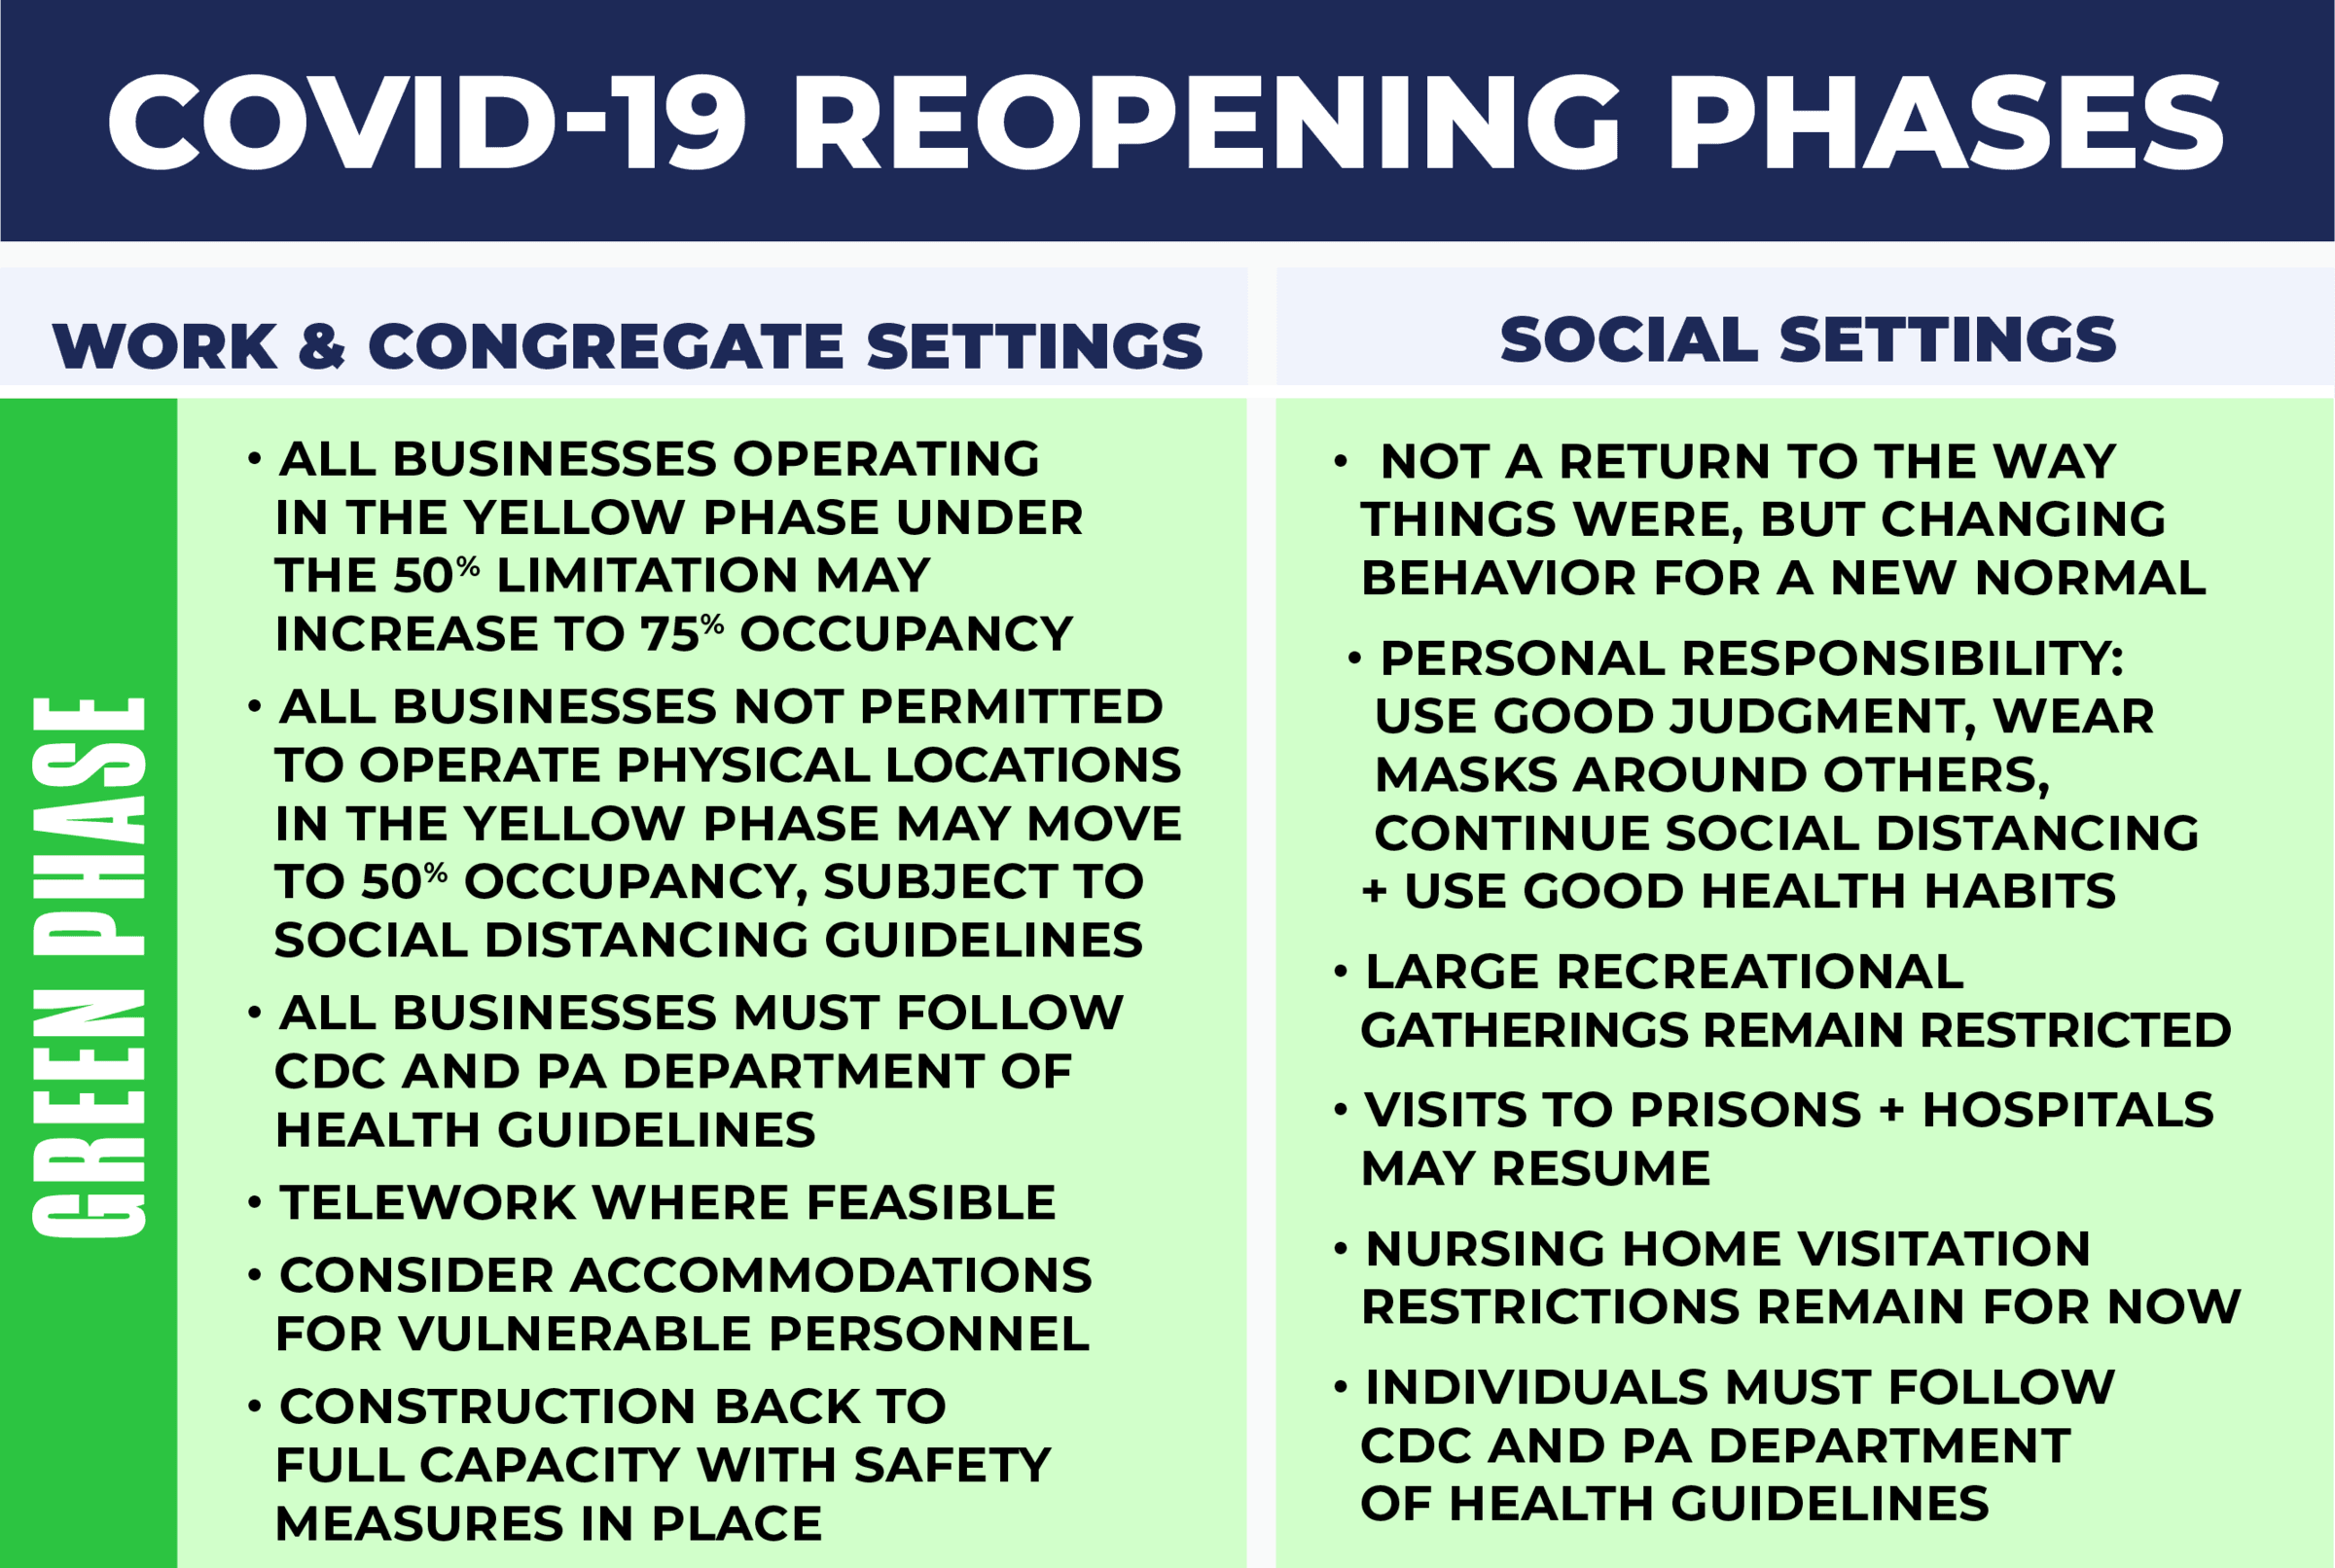 COVID-19 REOPENING PHASES
WORK & CONGREGATE SETTINGS
SOCIAL SETTINGS
GREEN PHASE
• ALL BUSINESSES OPERATING
IN THE YELLOW PHASE UNDER
THE 50% LIMITATION MAY
INCREASE TO 75% OCCUPANCY
• ALL BUSINESSES NOT PERMITTED
TO OPERATE PHYSICAL LOCATIONS
IN THE YELLOW PHASE MAY MOVE
TO 50% OCCUPANCY, SUBJECT TO
SOCIAL DISTANCING GUIDELINES
• ALL BUSINESSES MUST FOLLOW
CDC AND PA DEPARTMENT OF
HEALTH GUIDELINES
• TELEWORK WHERE FEASIBLE
• CONSIDER ACCOMMODATIONS
FOR VULNERABLE PERSONNEL
• CONSTRUCTION BACK TO
FULL CAPACITY WITH SAFETY
MEASURES IN PLACE
• NOT A RETURN TO THE WAY
THINGS WERE, BUT CHANGING
BEHAVIOR FOR A NEW NORMAL
• PERSONAL RESPONSIBILITY:
USE GOOD JUDGMENT, WEAR
MASKS AROUND OTHERS,
CONTINUE SOCIAL DISTANCING
+ USE GOOD HEALTH HABITS
• LARGE RECREATIONAL
GATHERINGS REMAIN RESTRICTED
• VISITS TO PRISONS + HOSPITALS
MAY RESUME
• NURSING HOME VISITATION
RESTRICTIONS REMAIN FOR NOW
• INDIVIDUALS MUST FOLLOW
CDC AND PA DEPARTMENT
OF HEALTH GUIDELINES